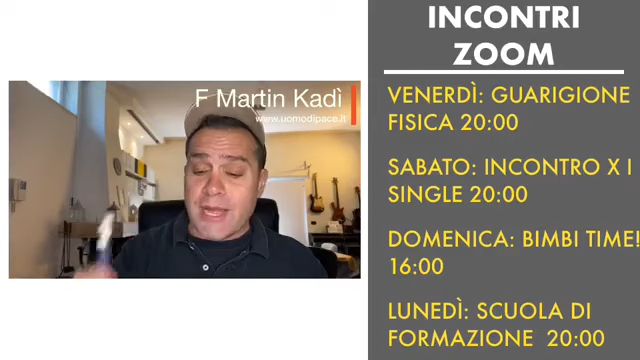 F Martin Kadì
www.uomodipace.it
INCONTRI
ZOOM
VENERDÌ: GUARIGIONE
FISICA 20:00
SABATO: INCONTRO X I
SINGLE 20:00
DOMENICA: BIMBI TIME!
16:00
LUNEDÌ: SCUOLA DI
FORMAZIONE 20:00